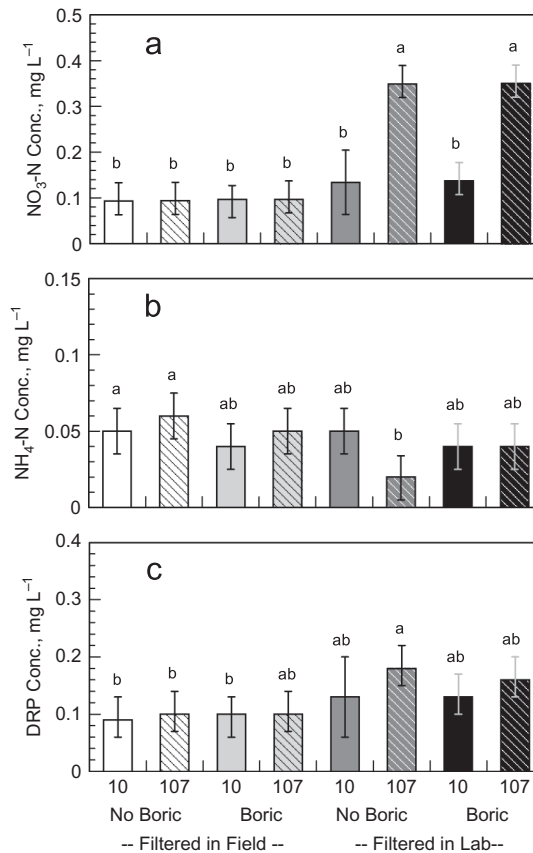 0.5
a
a
a
0.4
NO₃-N Conc., mg L⁻¹
0.3
b
b
0.2
b
b
b
b
0.1
0
0.15
b
NH₄-N Conc., mg L⁻¹
0.1
a
a
ab
ab
ab
ab
ab
0.05
b
0
0.4
c
DRP Conc., mg L⁻¹
0.3
a
ab
ab
ab
0.2
b
b
b
ab
0.1
0
10 107 10 107 10 107 10 107
No Boric Boric No Boric Boric
-- Filtered in Field -- -- Filtered in Lab--